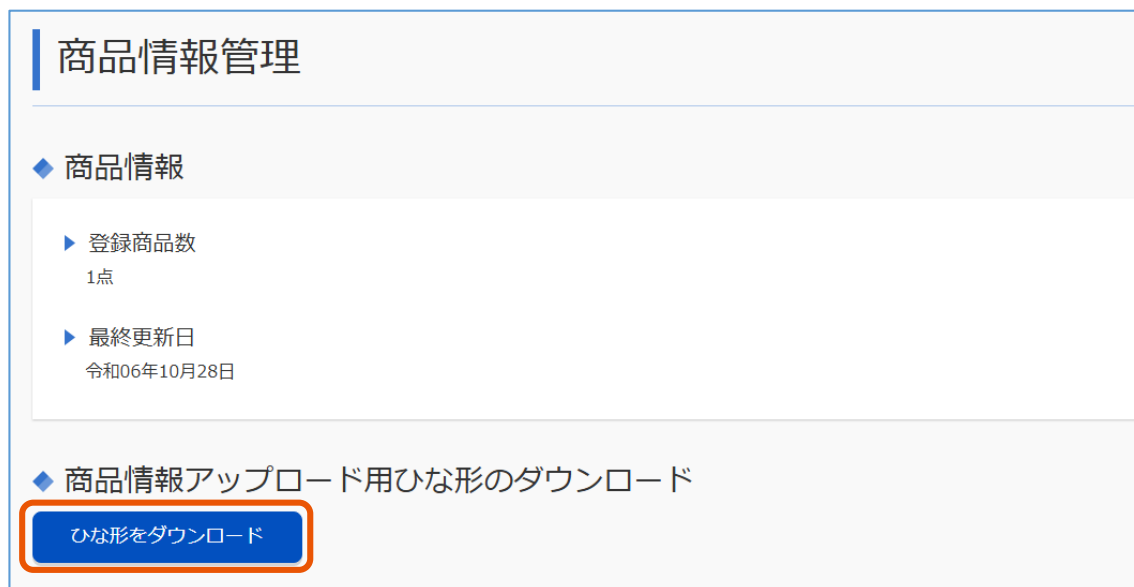 商品情報管理
商品情報
登録商品数
1点
最終更新日
令和06年10月28日
商品情報アップロード用ひな形のダウンロード
ひな形をダウンロード